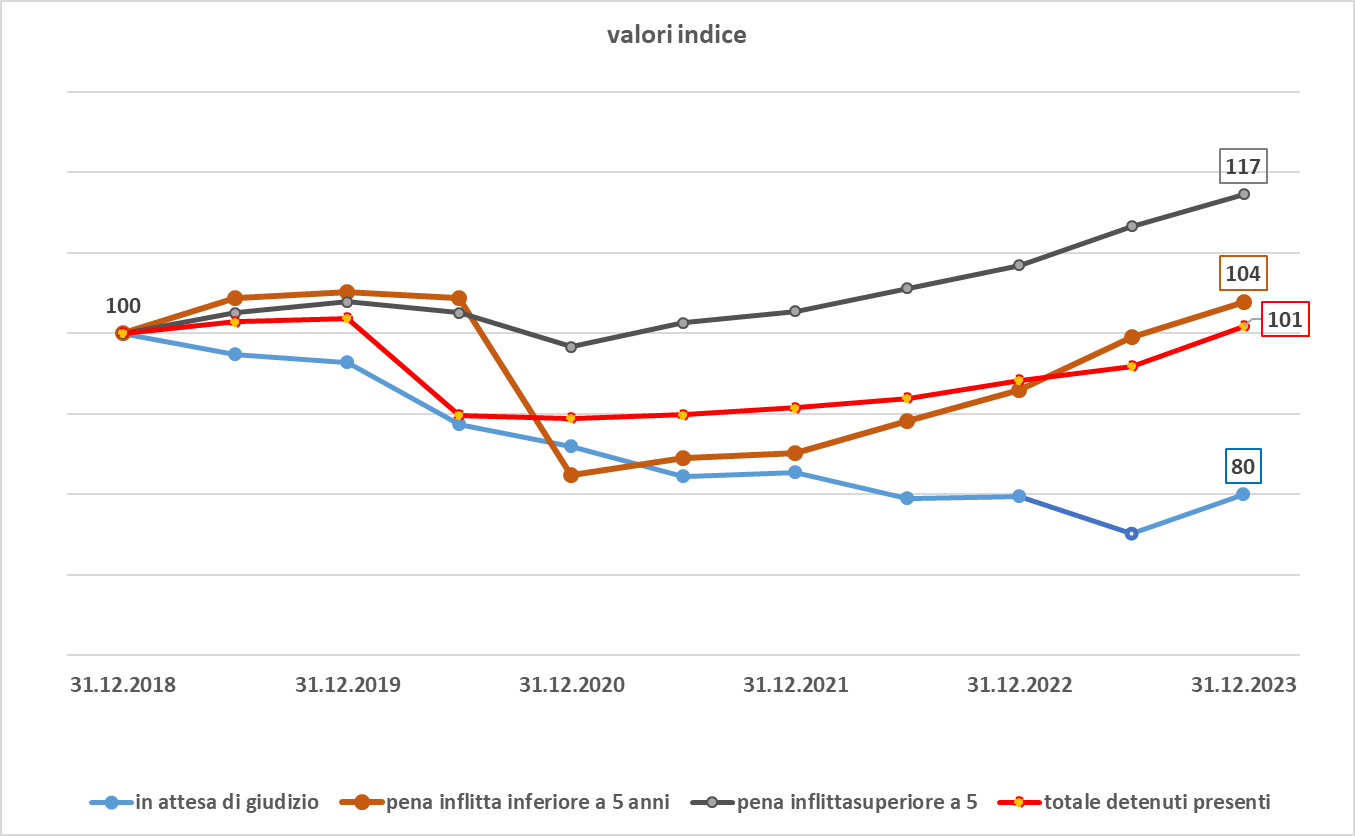 valori indice
117
104
100
101
80
31.12.2018 31.12.2019 31.12.2020 31.12.2021 31.12.2022 31.12.2023
in attesa di giudizio pena inflitta inferiore a 5 anni pena inflittasuperiore a 5 totale detenuti presenti